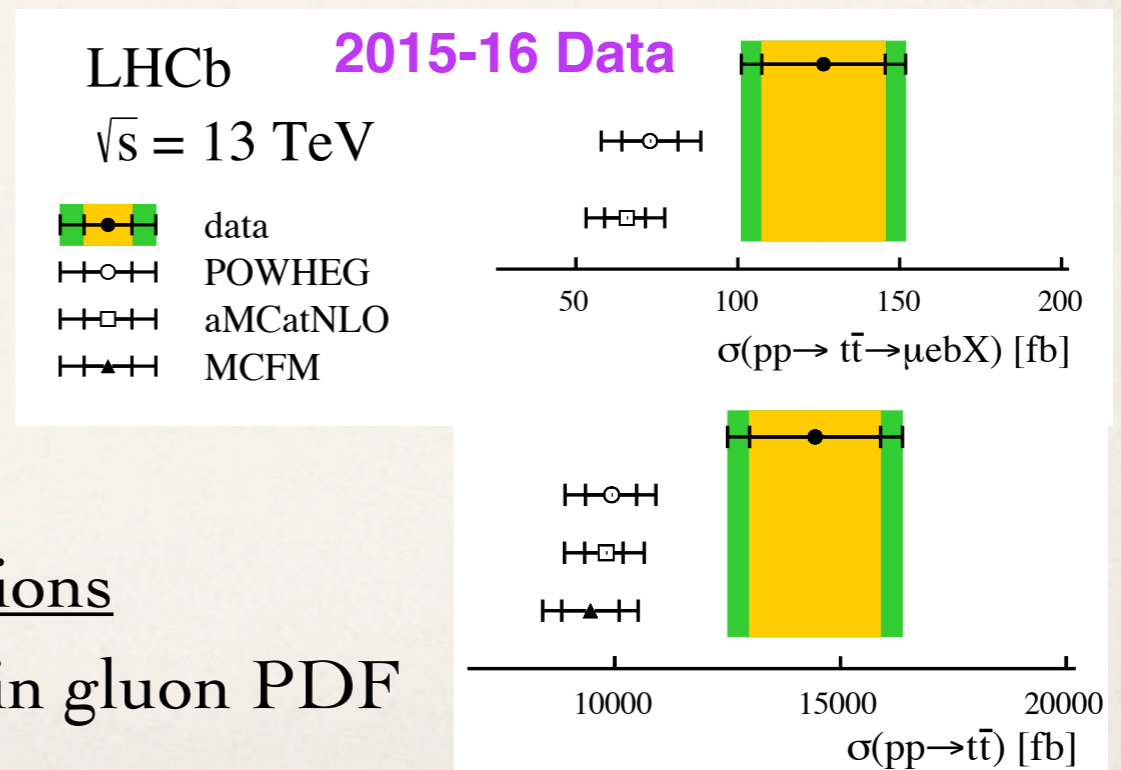 LHCb
2015-16 Data
√s = 13 TeV
data
POWHEG
aMCatNLO
MCFM
50 100 150 200
σ(pp→ tt̄→μebX) [fb]
ions
in gluon PDF
10000 15000 20000
σ(pp→tt̄) [fb]